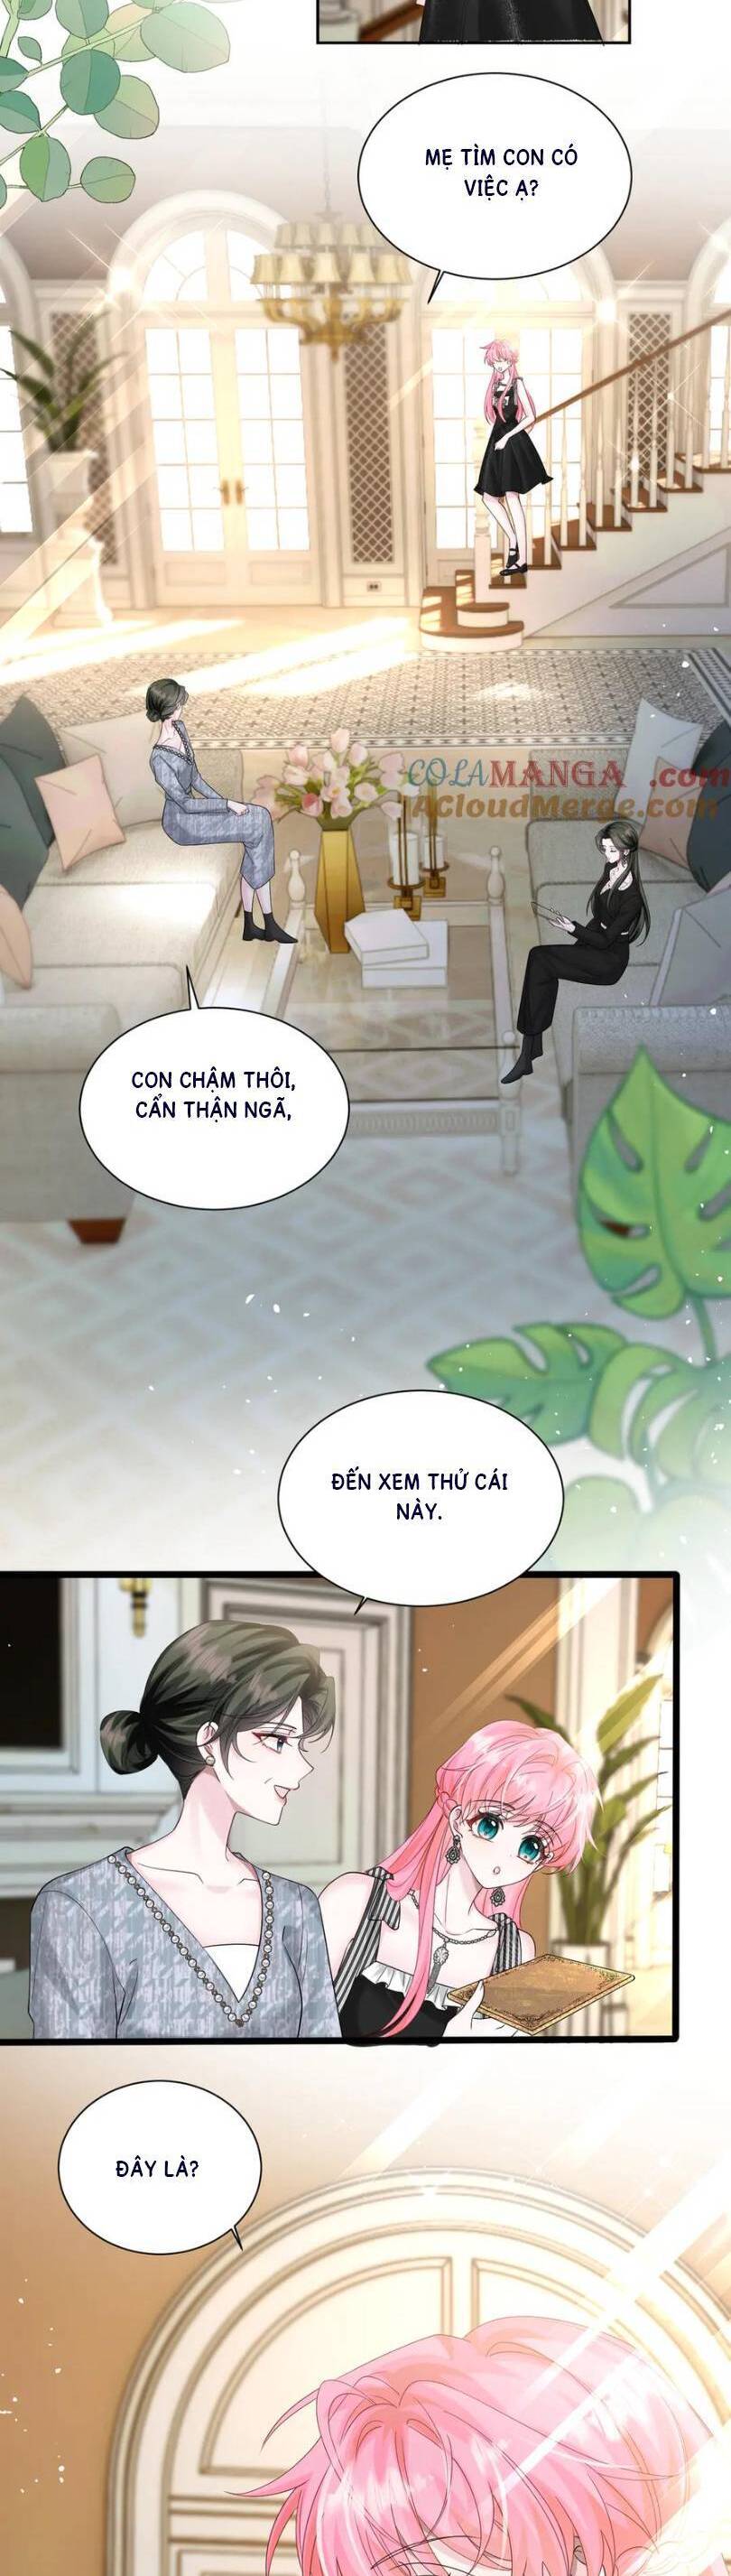 MẸ TÌM CON CÓ
VIỆC Ạ?
COLAMANGA.com
ACloudMerge.com
CON CHẬM THÔI,
CẨN THẬN NGÃ,
ĐẾN XEM THỬ CÁI
NÀY.
ĐÂY LÀ?